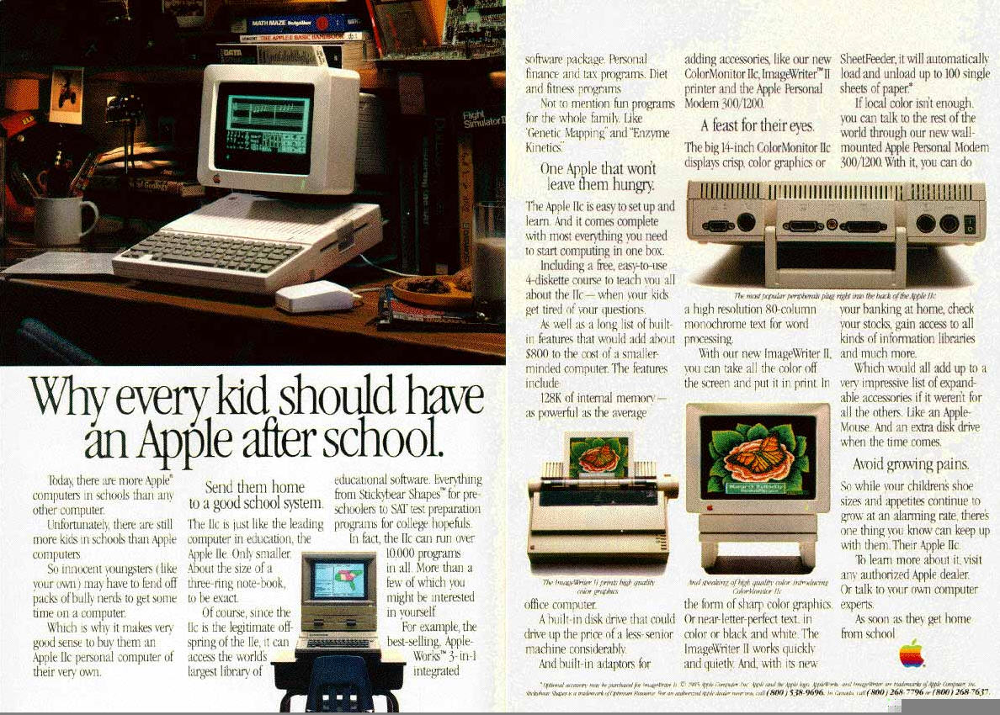 MATH MAZE
THE APPLE II BASIC HANDBOOK
DATA
Flight
Simulator II
of Geology
Why every kid should have
an Apple after school.
Today, there are more Apple®
computers in schools than any
other computer.
Unfortunately, there are still
more kids in schools than Apple
computers.
So innocent youngsters (like
your own) may have to fend off
packs of bully nerds to get some
time on a computer.
Which is why it makes very
good sense to buy them an
Apple IIc personal computer of
their very own.
Send them home
to a good school system.
The IIc is just like the leading
computer in education, the
Apple IIe. Only smaller.
About the size of a
three-ring note-book,
to be exact.
Of course, since the
IIc is the legitimate off-
spring of the IIe, it can
access the worlds
largest library of
educational software. Everything
from Stickybear Shapes™ for pre-
schoolers to SAT test preparation
programs for college hopefuls.
In fact, the IIc can run over
10,000 programs
in all. More than a
few of which you
might be interested
in yourself.
For example, the
best-selling, Apple-
Works™ 3-in-1
integrated
software package. Personal
finance and tax programs. Diet
and fitness programs.
Not to mention fun programs
for the whole family. Like
"Genetic Mapping" and "Enzyme
Kinetics."
One Apple that won't
leave them hungry.
The Apple IIc is easy to set up and
learn. And it comes complete
with most everything you need
to start computing in one box.
Including a free, easy-to-use
4-diskette course to teach you all
about the IIc — when your kids
get tired of your questions.
As well as a long list of built-
in features that would add about
$800 to the cost of a smaller-
minded computer. The features
include:
128K of internal memory —
as powerful as the average
The ImageWriter II prints high quality
color graphics
office computer.
A built-in disk drive that could
drive up the price of a less-senior
machine considerably.
And built-in adaptors for
adding accessories, like our new
ColorMonitor IIc, ImageWriter™ II
printer and the Apple Personal
Modem 300/1200.
A feast for their eyes.
The big 14-inch ColorMonitor IIc
displays crisp, color graphics or
The most popular peripherals plug right into the back of the Apple IIc
a high resolution 80-column
monochrome text for word
processing.
With our new ImageWriter II,
you can take all the color off
the screen and put it in print. In
And speaking of high quality color introducing
ColorMonitor IIc
the form of sharp color graphics.
Or near-letter-perfect text, in
color or black and white. The
ImageWriter II works quickly
and quietly. And, with its new
SheetFeeder, it will automatically
load and unload up to 100 single
sheets of paper.*
If local color isn't enough,
you can talk to the rest of the
world through our new wall-
mounted Apple Personal Modem
300/1200. With it, you can do
your banking at home, check
your stocks, gain access to all
kinds of information libraries
and much more.
Which would all add up to a
very impressive list of expand-
able accessories if it weren't for
all the others. Like an Apple-
Mouse. And an extra disk drive
when the time comes.
Avoid growing pains.
So while your children's shoe
sizes and appetites continue to
grow at an alarming rate, there's
one thing you know can keep up
with them. Their Apple IIc.
To learn more about it, visit
any authorized Apple dealer.
Or talk to your own computer
experts.
As soon as they get home
from school.
*Optional accessory may be purchased for ImageWriter II. © 1985 Apple Computer, Inc. Apple and the Apple logo, AppleWorks and ImageWriter are trademarks of Apple Computer, Inc.
Stickybear Shapes is a trademark of Optimum Resource. For an authorized Apple dealer near you, call (800) 538-9696. In Canada, call (800) 268-7796 or (800) 268-7637.